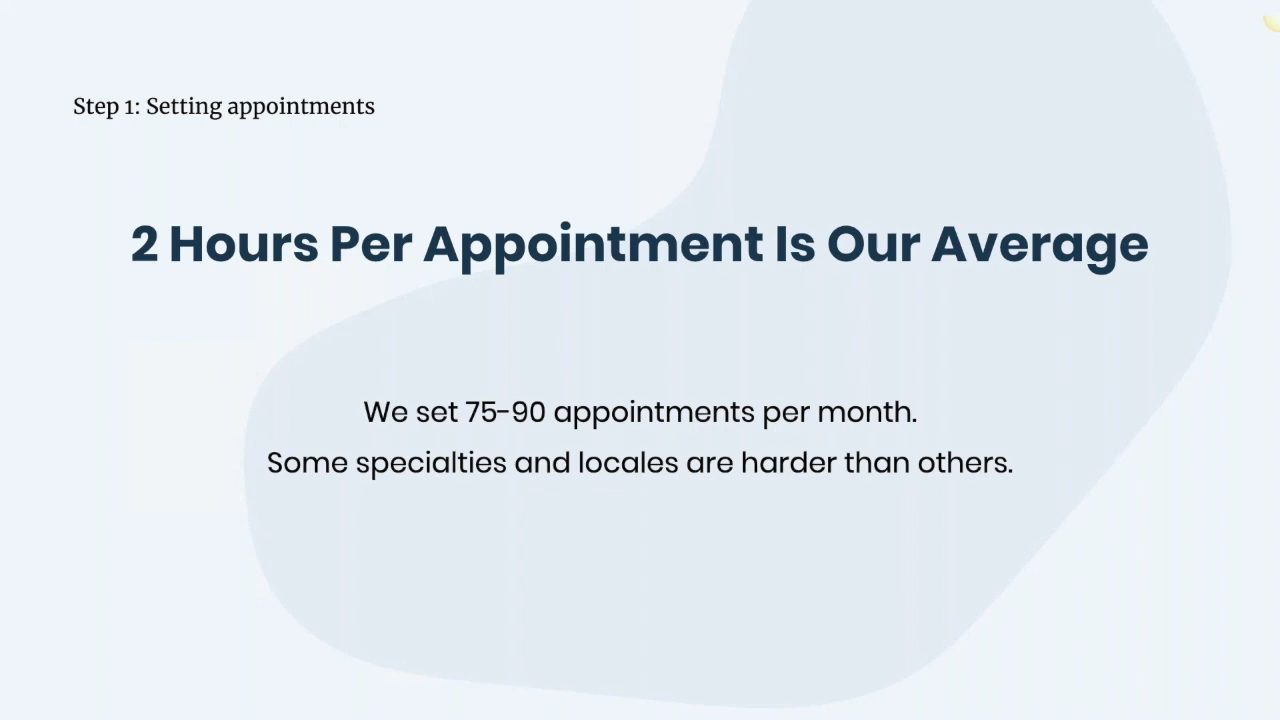 Step 1: Setting appointments
2 Hours Per Appointment Is Our Average
We set 75-90 appointments per month.
Some specialties and locales are harder than others.